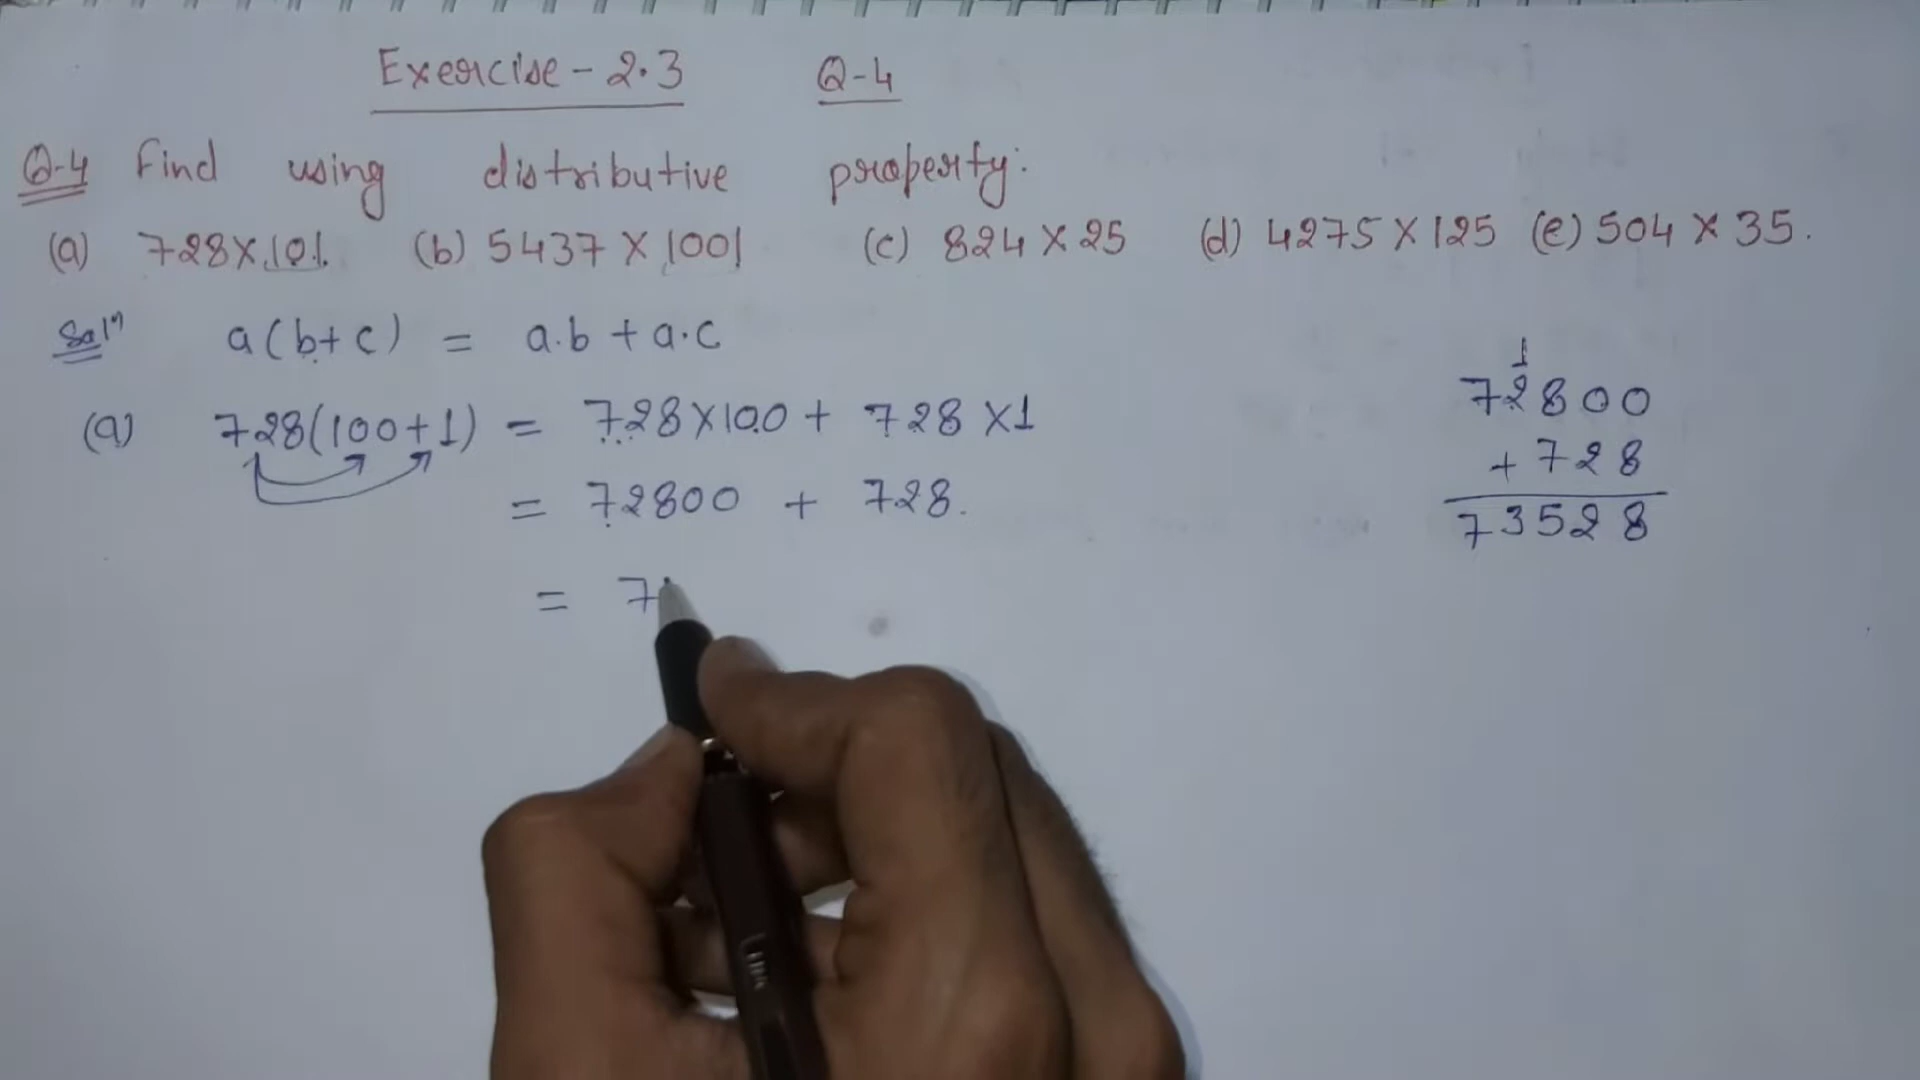 Exercise - 2.3 Q-4
Q-4 Find using distributive property:
(a) 728 × 101. (b) 5437 × 1001 (c) 824 × 25 (d) 4275 × 125 (e) 504 × 35.
Solⁿ a(b+c) = a.b + a.c
(a) 728(100+1) = 728×100 + 728 ×1
= 72800 + 728.
= 7
1
72800
+ 728
73528